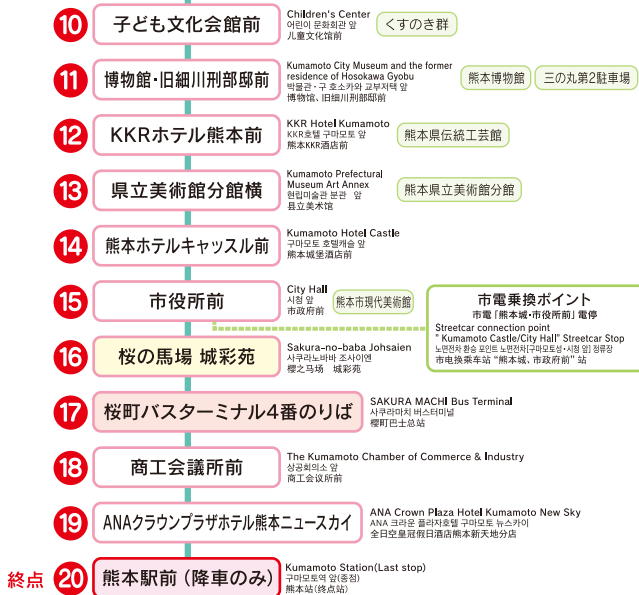 10
子ども文化会館前
Children's Center
어린이 문화회관 앞
儿童文化馆前
くすのき群
11
博物館・旧細川刑部邸前
Kumamoto City Museum and the former
residence of Hosokawa Gyobu
박물관・구 호소카와 교부저택 앞
博物馆、旧細川刑部邸前
熊本博物館
三の丸第2駐車場
12
KKRホテル熊本前
KKR Hotel Kumamoto
KKR호텔 구마모토 앞
熊本KKR酒店前
熊本県伝統工芸館
13
県立美術館分館横
Kumamoto Prefectural
Museum Art Annex
현립미술관 분관 앞
县立美术馆
熊本県立美術館分館
14
熊本ホテルキャッスル前
Kumamoto Hotel Castle
구마모토 호텔캐슬 앞
熊本城堡酒店前
15
市役所前
City Hall
시청 앞
市政府前
熊本市現代美術館
市電乗換ポイント
市電「熊本城・市役所前」電停
Streetcar connection point
" Kumamoto Castle/City Hall" Streetcar Stop
노면전차 환승 포인트 노면전차[구마모토성・시청 앞] 정류장
市电換乘车站 “熊本城、市政府前” 站
16
桜の馬場 城彩苑
Sakura-no-baba Johsaien
사쿠라노바바 조사이엔
樱之马场 城彩苑
17
桜町バスターミナル4番のりば
SAKURA MACHI Bus Terminal
사쿠라마치 버스터미널
樱町巴士总站
18
商工会議所前
The Kumamoto Chamber of Commerce & Industry
상공회의소 앞
商工会议所前
19
ANAクラウンプラザホテル熊本ニュースカイ
ANA Crown Plaza Hotel Kumamoto New Sky
ANA 크라운 플라자호텔 구마모토 뉴스카이
全日空皇冠假日酒店熊本新天地分店
終点 20
熊本駅前(降車のみ)
Kumamoto Station(Last stop)
구마모토역 앞(종점)
熊本站(终点站)